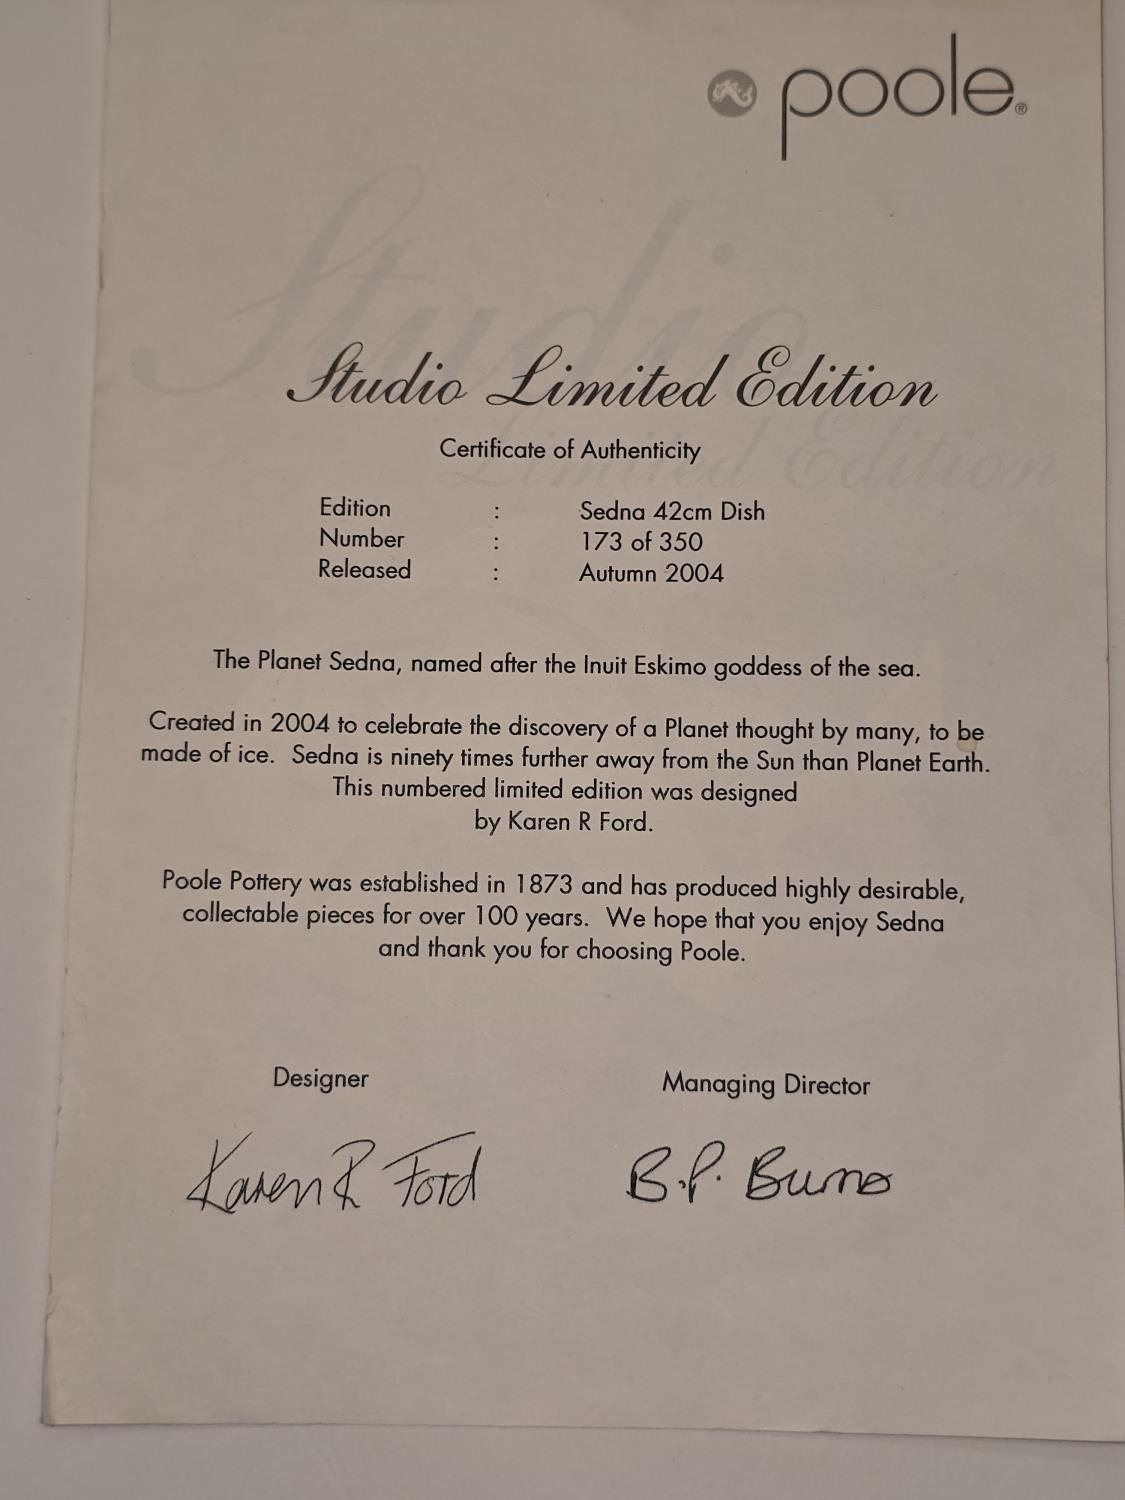 poole®
Studio
Limited Edition
Studio Limited Edition
Certificate of Authenticity
Edition : Sedna 42cm Dish
Number : 173 of 350
Released : Autumn 2004
The Planet Sedna, named after the Inuit Eskimo goddess of the sea.
Created in 2004 to celebrate the discovery of a Planet thought by many, to be
made of ice. Sedna is ninety times further away from the Sun than Planet Earth.
This numbered limited edition was designed
by Karen R Ford.
Poole Pottery was established in 1873 and has produced highly desirable,
collectable pieces for over 100 years. We hope that you enjoy Sedna
and thank you for choosing Poole.
Designer Managing Director
Karen R Ford B.P. Burns